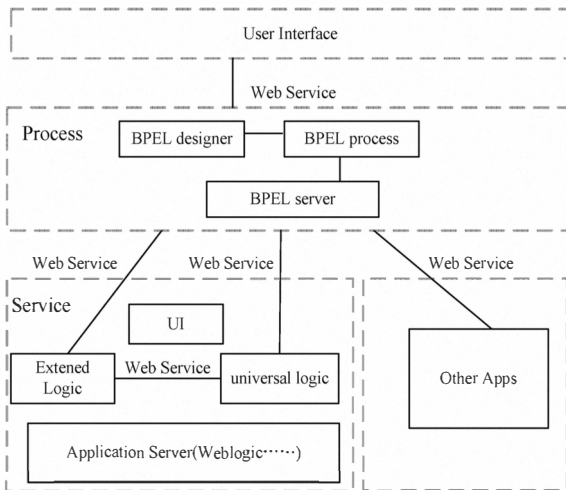 User Interface
Web Service
Process
BPEL designer
BPEL process
BPEL server
Web Service
Web Service
Web Service
Service
UI
Extened
Logic
Web Service
universal logic
Other Apps
Application Server(Weblogic……)